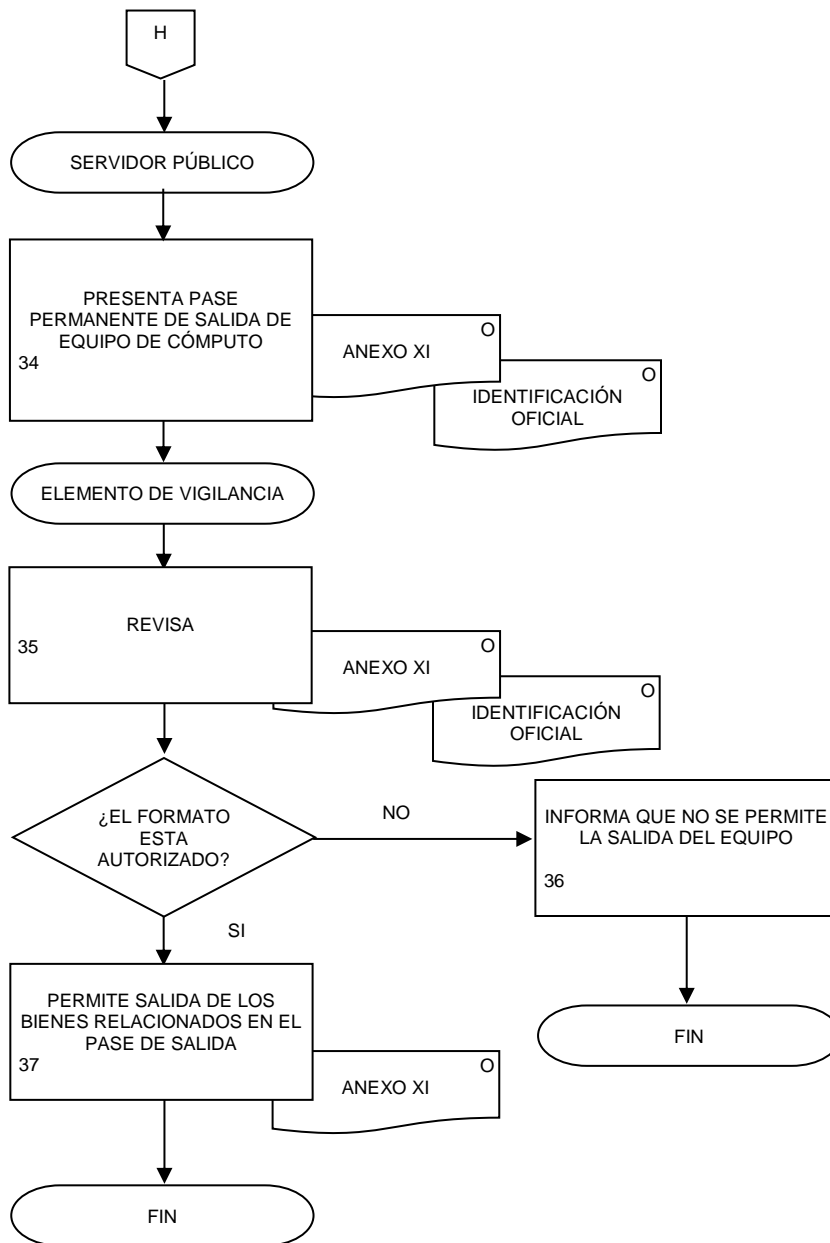 H
SERVIDOR PÚBLICO
PRESENTA PASE
PERMANENTE DE SALIDA DE
EQUIPO DE CÓMPUTO
34
O
ANEXO XI
O
IDENTIFICACIÓN
OFICIAL
ELEMENTO DE VIGILANCIA
REVISA
35
O
ANEXO XI
O
IDENTIFICACIÓN
OFICIAL
¿EL FORMATO
ESTA
AUTORIZADO?
NO
INFORMA QUE NO SE PERMITE
LA SALIDA DEL EQUIPO
36
SI
PERMITE SALIDA DE LOS
BIENES RELACIONADOS EN EL
PASE DE SALIDA
37
O
ANEXO XI
FIN
FIN